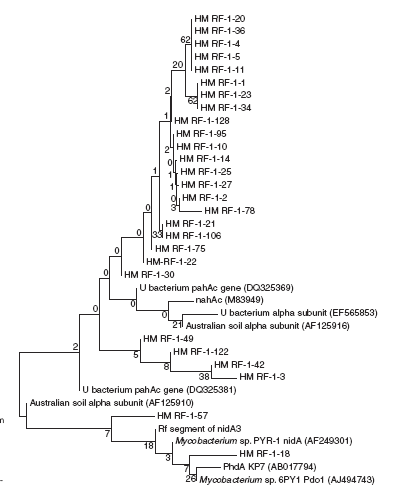 HM RF-1-20
HM RF-1-36
62
HM RF-1-4
HM RF-1-5
20
HM RF-1-11
HM RF-1-1
2
HM RF-1-23
62
HM RF-1-34
1
HM RF-1-128
HM RF-1-95
2
HM RF-1-10
0
HM RF-1-14
1
1
HM RF-1-25
1
HM RF-1-27
0
HM RF-1-2
0
3
HM RF-1-78
HM RF-1-21
0
33
HM RF-1-106
0
HM RF-1-75
HM-RF-1-22
0
HM RF-1-30
U bacterium pahAc gene (DQ325369)
0
nahAc (M83949)
0
0
U bacterium alpha subunit (EF565853)
21
Australian soil alpha subunit (AF125916)
HM RF-1-49
2
5
HM RF-1-122
8
HM RF-1-42
38
HM RF-1-3
U bacterium pahAc gene (DQ325381)
Australian soil alpha subunit (AF125910)
HM RF-1-57
7
Rf segment of nidA3
18
Mycobacterium sp. PYR-1 nidA (AF249301)
3
HM RF-1-18
7
PhdA KP7 (AB017794)
26
Mycobacterium sp. 6PY1 Pdo1 (AJ494743)